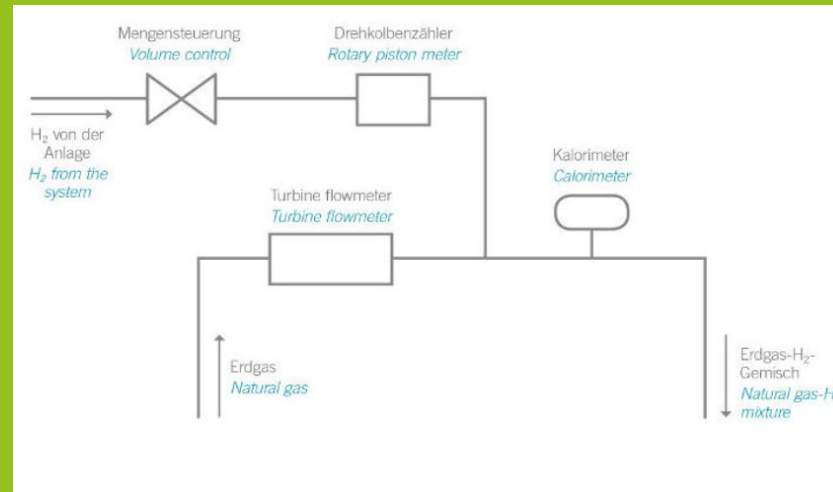 Mengensteuerung
Volume control
Drehkolbenzähler
Rotary piston meter
H₂ von der
Anlage
H₂ from the
system
Kalorimeter
Calorimeter
Turbine flowmeter
Turbine flowmeter
Erdgas
Natural gas
Erdgas-H₂-
Gemisch
Natural gas-H
mixture